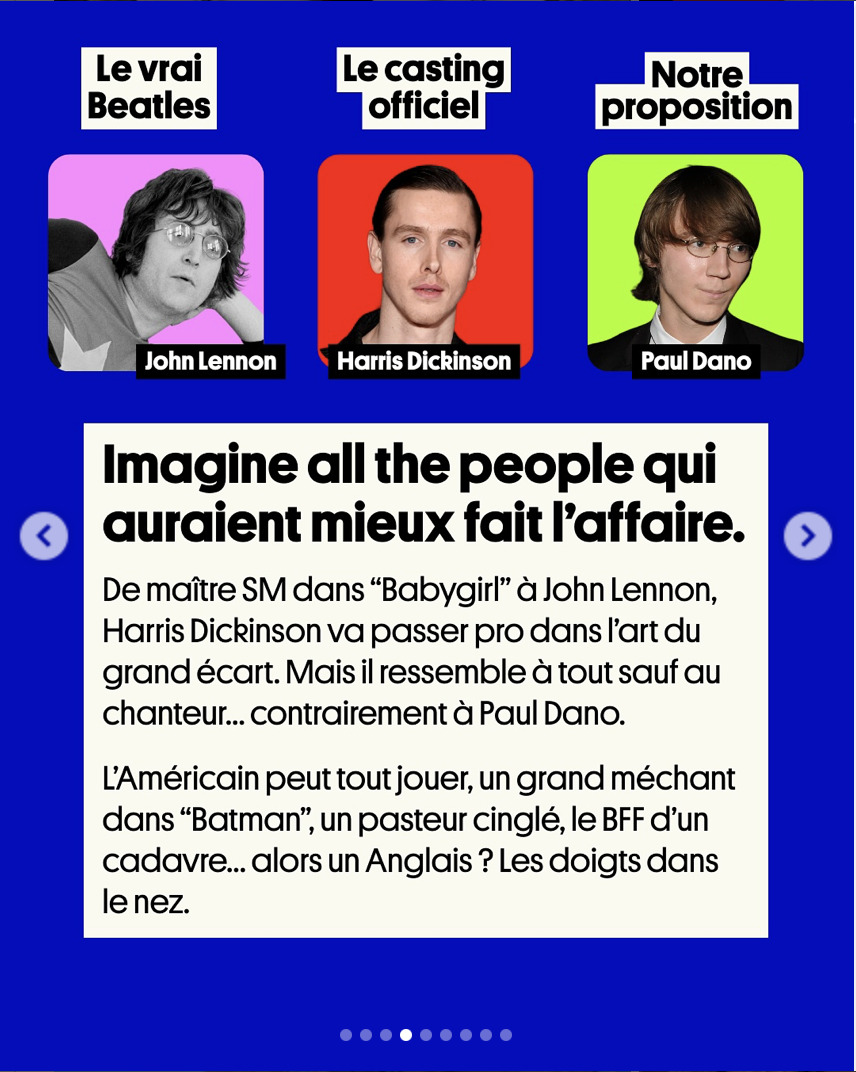 Le vrai
Beatles
Le casting
officiel
Notre
proposition
John Lennon
Harris Dickinson
Paul Dano
Imagine all the people qui
auraient mieux fait l’affaire.
De maître SM dans “Babygirl” à John Lennon,
Harris Dickinson va passer pro dans l’art du
grand écart. Mais il ressemble à tout sauf au
chanteur... contrairement à Paul Dano.
L’Américain peut tout jouer, un grand méchant
dans “Batman”, un pasteur cinglé, le BFF d’un
cadavre... alors un Anglais ? Les doigts dans
le nez.